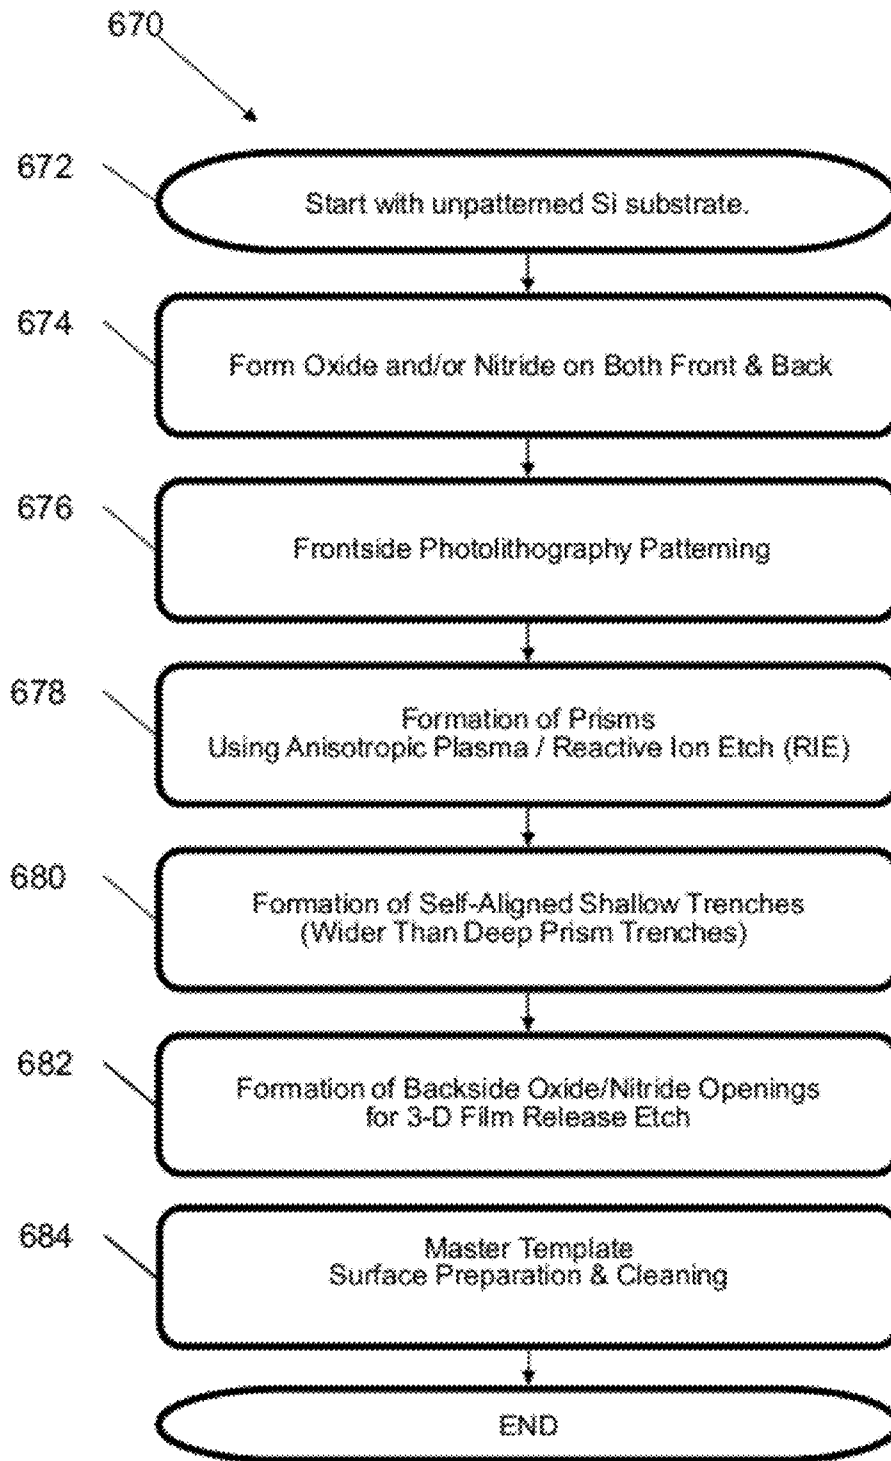 670
672
Start with unpatterned Si substrate.
674
Form Oxide and/or Nitride on Both Front & Back
676
Frontside Photolithography Patterning
678
Formation of Prisms
Using Anisotropic Plasma / Reactive Ion Etch (RIE)
680
Formation of Self-Aligned Shallow Trenches
(Wider Than Deep Prism Trenches)
682
Formation of Backside Oxide/Nitride Openings
for 3-D Film Release Etch
684
Master Template
Surface Preparation & Cleaning
END